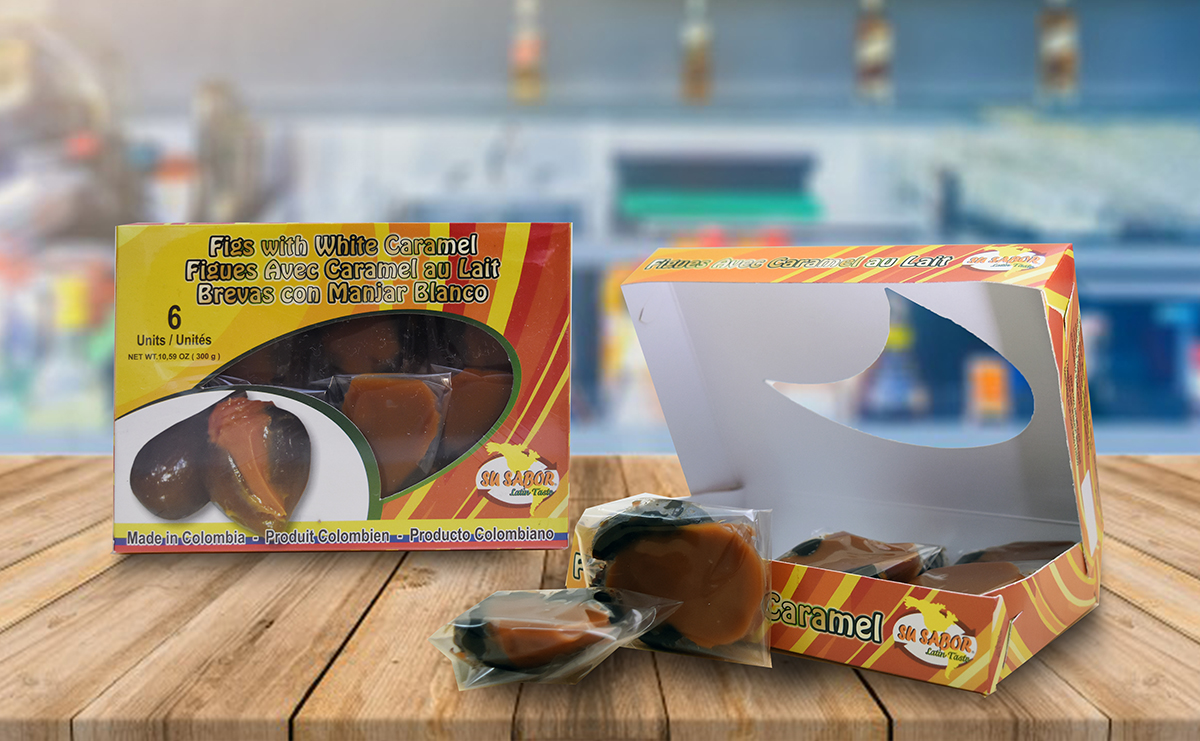 Figs with White Caramel
Figues Avec Caramel au Lait
Brevas con Manjar Blanco
6
Units / Unités
NET WT.10,59 OZ ( 300 g )
SU SABOR
Latin Taste
Made in Colombia - Produit Colombien - Producto Colombiano
Figues Avec Caramel au Lait
SU SABOR
Latin Taste
F
Caramel
SU SABOR
Latin Taste